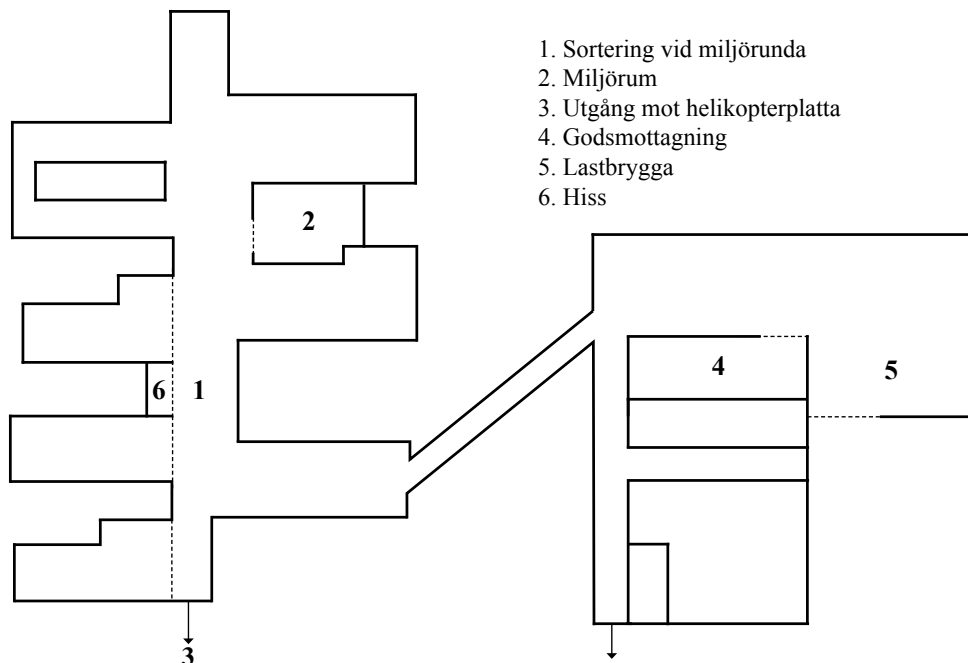 1. Sortering vid miljörunda
2. Miljörum
3. Utgång mot helikopterplatta
4. Godsmottagning
5. Lastbrygga
6. Hiss
2
4
5
6 1
3